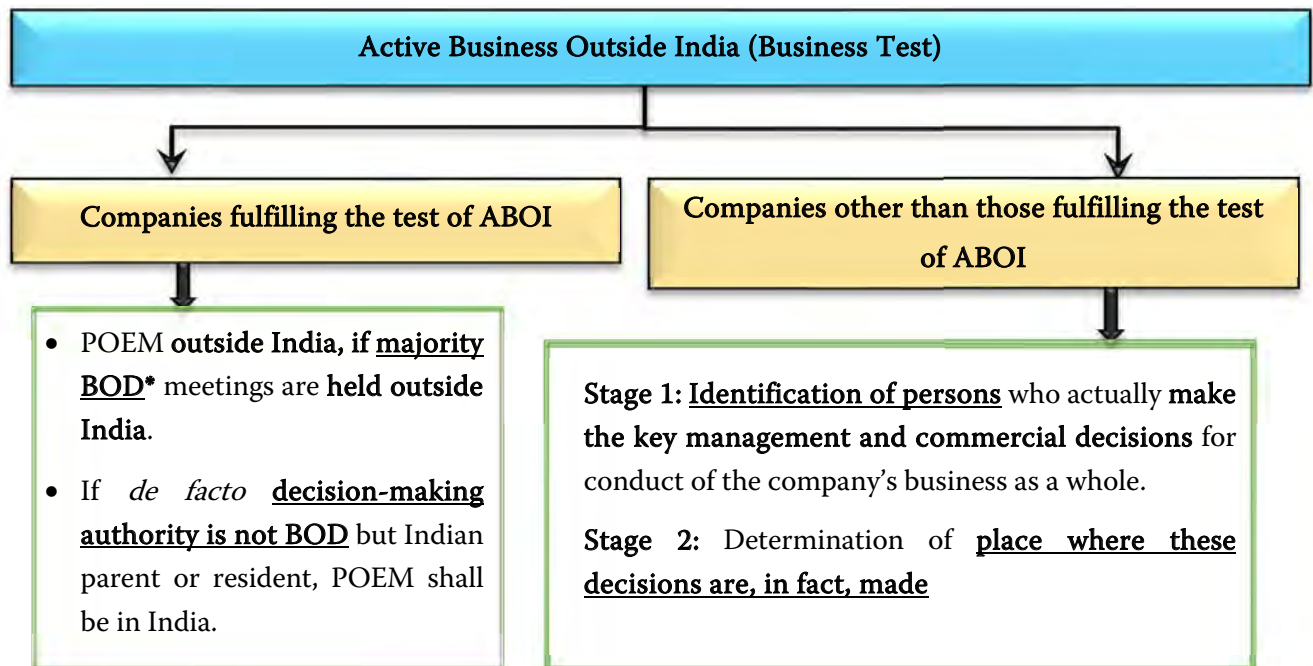 Active Business Outside India (Business Test)
Companies fulfilling the test of ABOI
Companies other than those fulfilling the test
of ABOI
• POEM outside India, if majority
BOD* meetings are held outside
India.
• If de facto decision-making
authority is not BOD but Indian
parent or resident, POEM shall
be in India.
Stage 1: Identification of persons who actually make
the key management and commercial decisions for
conduct of the company's business as a whole.
Stage 2: Determination of place where these
decisions are, in fact, made